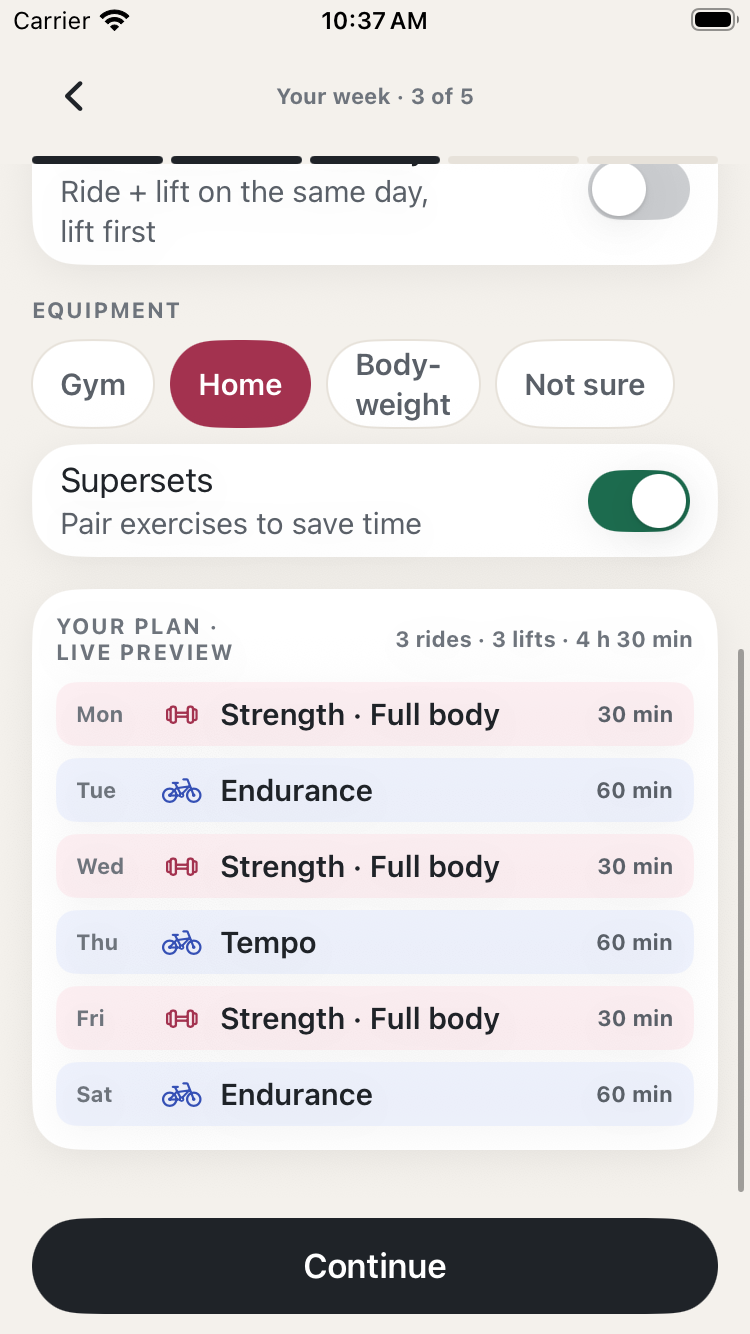 Carrier
10:37 AM
Your week · 3 of 5
Ride + lift on the same day,
lift first
EQUIPMENT
Gym
Home
Body-
weight
Not sure
Supersets
Pair exercises to save time
YOUR PLAN ·
LIVE PREVIEW
3 rides · 3 lifts · 4 h 30 min
Mon Strength · Full body 30 min
Tue Endurance 60 min
Wed Strength · Full body 30 min
Thu Tempo 60 min
Fri Strength · Full body 30 min
Sat Endurance 60 min
Continue